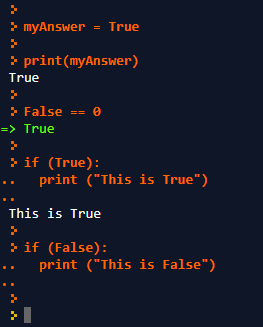 myAnswer = True
print(myAnswer)
True
False == 0
=> True
if (True):
..   print ("This is True")
..
This is True
if (False):
..   print ("This is False")
..